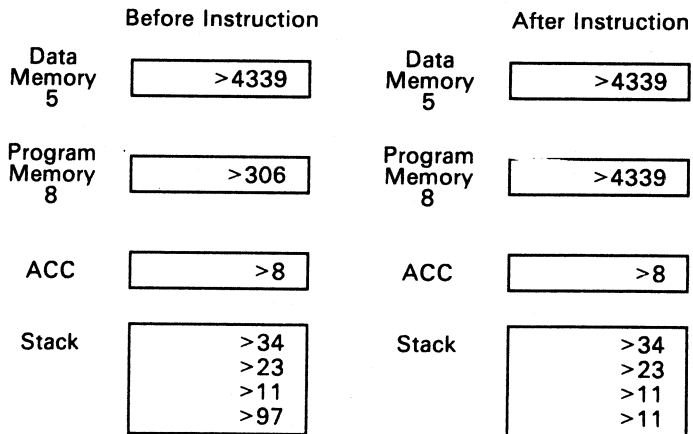 Before Instruction
After Instruction
Data Memory 5
>4339
Data Memory 5
>4339
Program Memory 8
>306
Program Memory 8
>4339
ACC
>8
ACC
>8
Stack
>34
>23
>11
>97
Stack
>34
>23
>11
>11